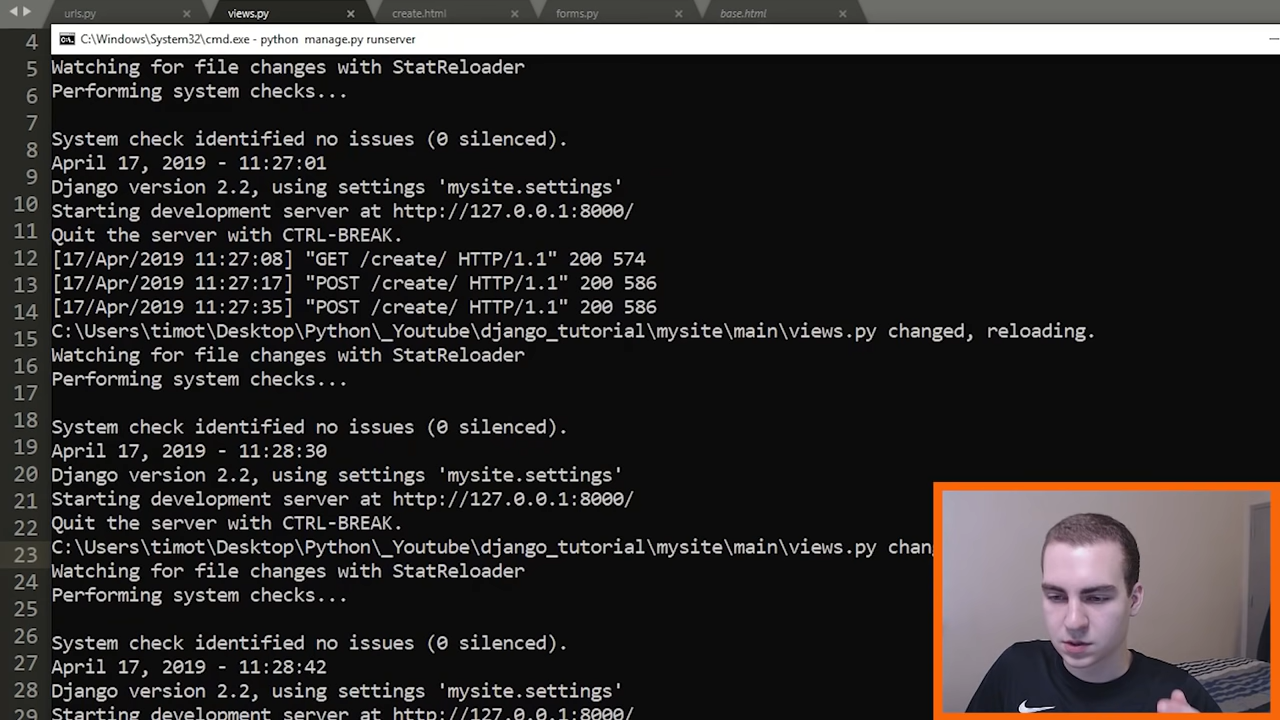 urls.py
views.py
create.html
forms.py
base.html
C:\Windows\System32\cmd.exe - python  manage.py runserver
4
5
6
7
8
9
10
11
12
13
14
15
16
17
18
19
20
21
22
23
24
25
26
27
28
29
Watching for file changes with StatReloader
Performing system checks...
System check identified no issues (0 silenced).
April 17, 2019 - 11:27:01
Django version 2.2, using settings 'mysite.settings'
Starting development server at http://127.0.0.1:8000/
Quit the server with CTRL-BREAK.
[17/Apr/2019 11:27:08] "GET /create/ HTTP/1.1" 200 574
[17/Apr/2019 11:27:17] "POST /create/ HTTP/1.1" 200 586
[17/Apr/2019 11:27:35] "POST /create/ HTTP/1.1" 200 586
C:\Users\timot\Desktop\Python\_Youtube\django_tutorial\mysite\main\views.py changed, reloading.
Watching for file changes with StatReloader
Performing system checks...
System check identified no issues (0 silenced).
April 17, 2019 - 11:28:30
Django version 2.2, using settings 'mysite.settings'
Starting development server at http://127.0.0.1:8000/
Quit the server with CTRL-BREAK.
C:\Users\timot\Desktop\Python\_Youtube\django_tutorial\mysite\main\views.py chan
Watching for file changes with StatReloader
Performing system checks...
System check identified no issues (0 silenced).
April 17, 2019 - 11:28:42
Django version 2.2, using settings 'mysite.settings'
Starting development server at http://127.0.0.1:8000/